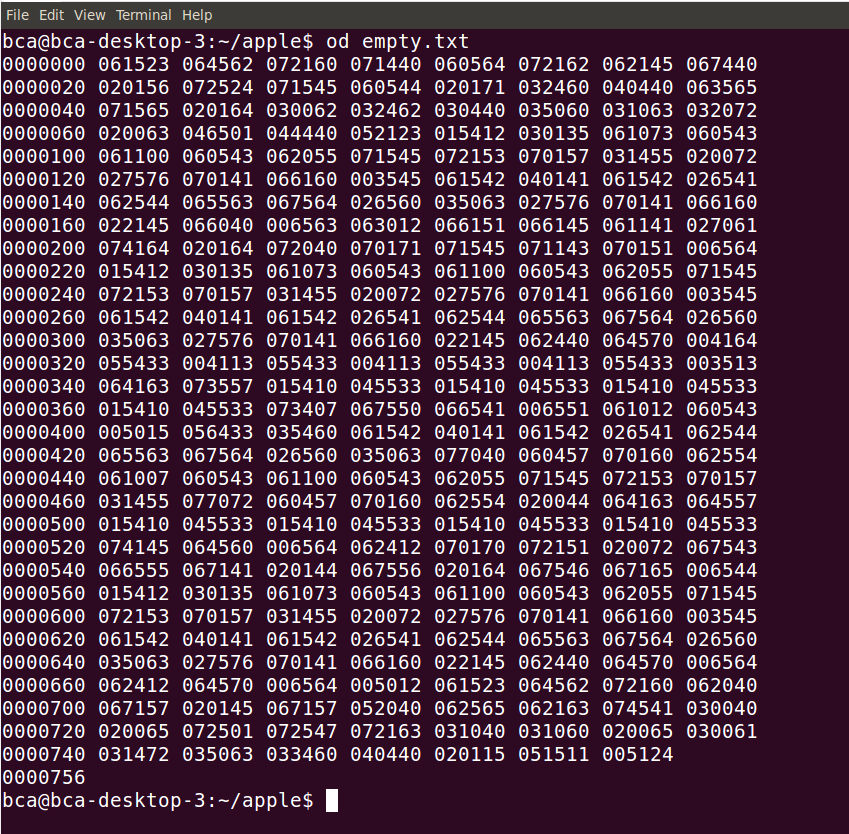 File Edit View Terminal Help
bca@bca-desktop-3:~/apple$ od empty.txt
0000000 061523 064562 072160 071440 060564 072162 062145 067440
0000020 020156 072524 071545 060544 020171 032460 040440 063565
0000040 071565 020164 030062 032462 030440 035060 031063 032072
0000060 020063 046501 044440 052123 015412 030135 061073 060543
0000100 061100 060543 062055 071545 072153 070157 031455 020072
0000120 027576 070141 066160 003545 061542 040141 061542 026541
0000140 062544 065563 067564 026560 035063 027576 070141 066160
0000160 022145 066040 006563 063012 066151 066145 061141 027061
0000200 074164 020164 072040 070171 071545 071143 070151 006564
0000220 015412 030135 061073 060543 061100 060543 062055 071545
0000240 072153 070157 031455 020072 027576 070141 066160 003545
0000260 061542 040141 061542 026541 062544 065563 067564 026560
0000300 035063 027576 070141 066160 022145 062440 064570 004164
0000320 055433 004113 055433 004113 055433 004113 055433 003513
0000340 064163 073557 015410 045533 015410 045533 015410 045533
0000360 015410 045533 073407 067550 066541 006551 061012 060543
0000400 005015 056433 035460 061542 040141 061542 026541 062544
0000420 065563 067564 026560 035063 077040 060457 070160 062554
0000440 061007 060543 061100 060543 062055 071545 072153 070157
0000460 031455 077072 060457 070160 062554 020044 064163 064557
0000500 015410 045533 015410 045533 015410 045533 015410 045533
0000520 074145 064560 006564 062412 070170 072151 020072 067543
0000540 066555 067141 020144 067556 020164 067546 067165 006544
0000560 015412 030135 061073 060543 061100 060543 062055 071545
0000600 072153 070157 031455 020072 027576 070141 066160 003545
0000620 061542 040141 061542 026541 062544 065563 067564 026560
0000640 035063 027576 070141 066160 022145 062440 064570 006564
0000660 062412 064570 006564 005012 061523 064562 072160 062040
0000700 067157 020145 067157 052040 062565 062163 074541 030040
0000720 020065 072501 072547 072163 031040 031060 020065 030061
0000740 031472 035063 033460 040440 020115 051511 005124
0000756
bca@bca-desktop-3:~/apple$